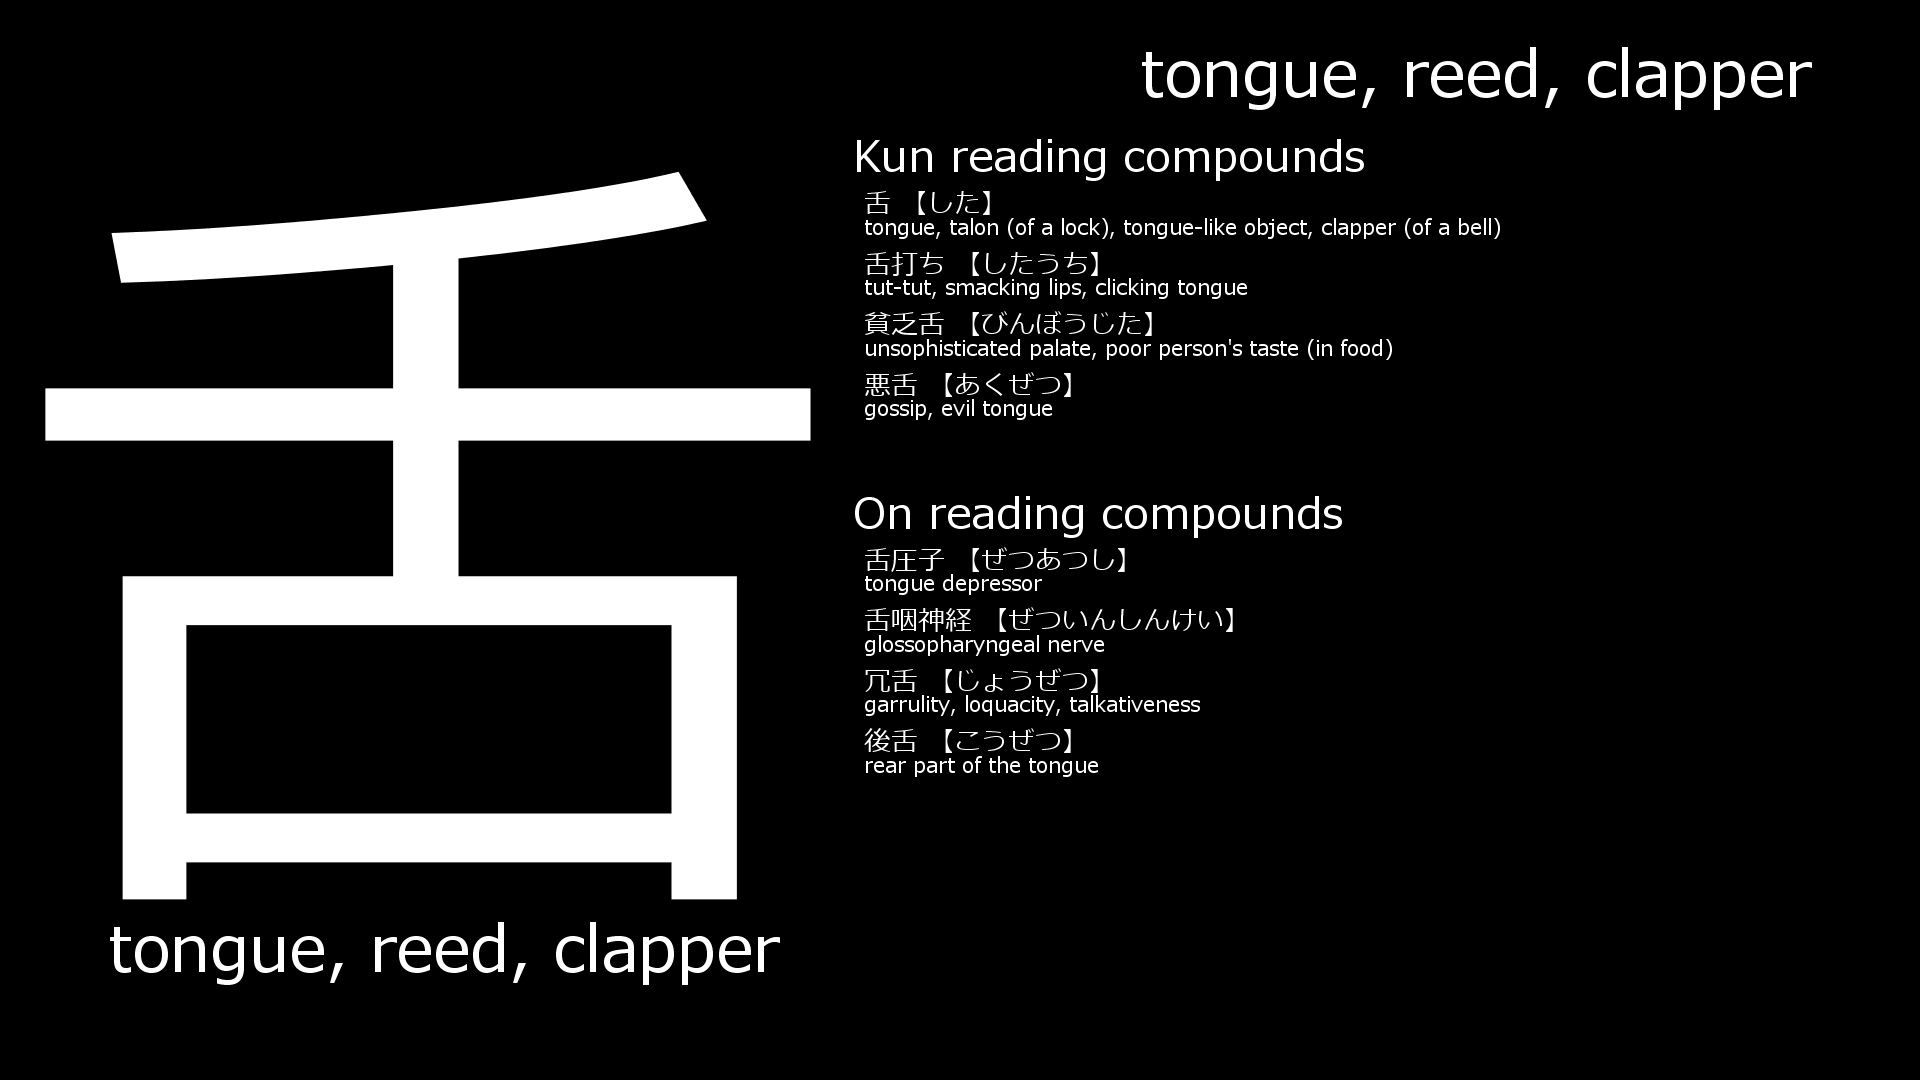 舌
tongue, reed, clapper
tongue, reed, clapper
Kun reading compounds
舌 【した】
tongue, talon (of a lock), tongue-like object, clapper (of a bell)
舌打ち 【したうち】
tut-tut, smacking lips, clicking tongue
貧乏舌 【びんぼうじた】
unsophisticated palate, poor person's taste (in food)
悪舌 【あくぜつ】
gossip, evil tongue
On reading compounds
舌圧子 【ぜつあつし】
tongue depressor
舌咽神経 【ぜついんしんけい】
glossopharyngeal nerve
冗舌 【じょうぜつ】
garrulity, loquacity, talkativeness
後舌 【こうぜつ】
rear part of the tongue